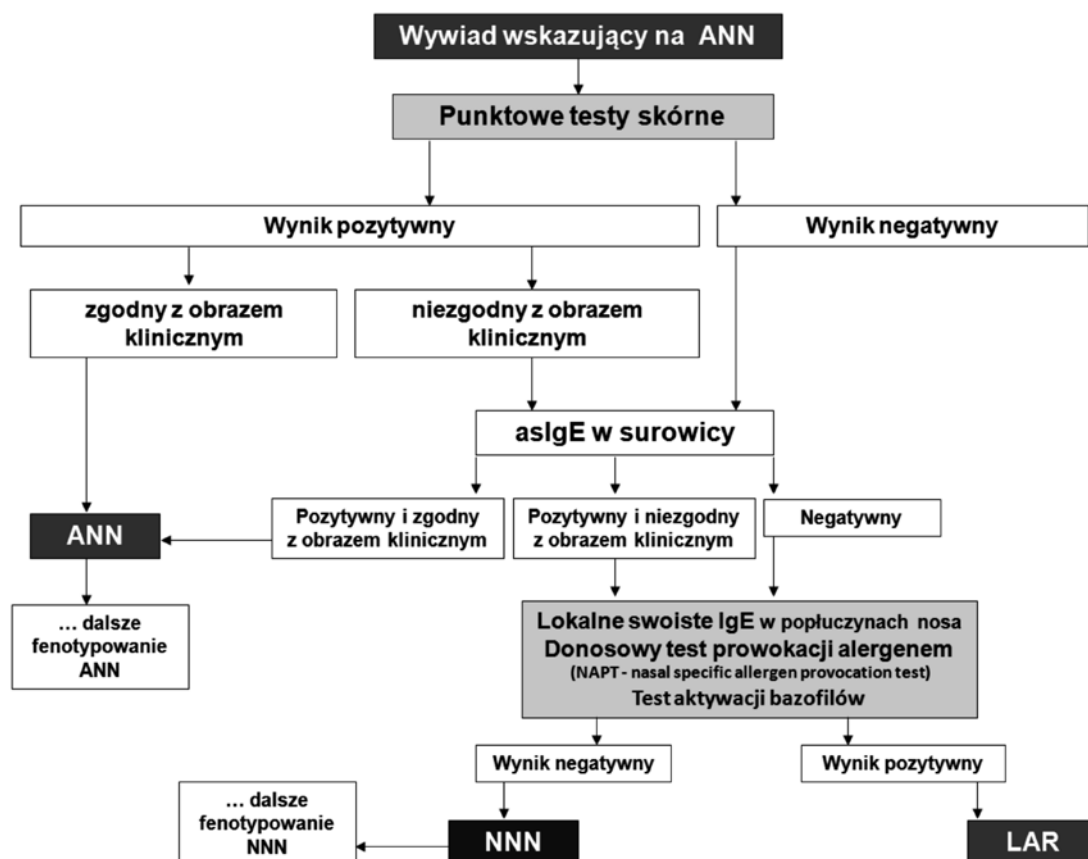 Wywiad wskazujący na ANN
Punktowe testy skórne
Wynik pozytywny
Wynik negatywny
zgodny z obrazem
klinicznym
niezgodny z obrazem
klinicznym
asIgE w surowicy
Pozytywny i zgodny
z obrazem klinicznym
Pozytywny i niezgodny
z obrazem klinicznym
Negatywny
ANN
... dalsze
fenotypowanie
ANN
Lokalne swoiste IgE w popłuczynach nosa
Donosowy test prowokacji alergenem
(NAPT - nasal specific allergen provocation test)
Test aktywacji bazofilów
Wynik negatywny
Wynik pozytywny
... dalsze
fenotypowanie
NNN
NNN
LAR